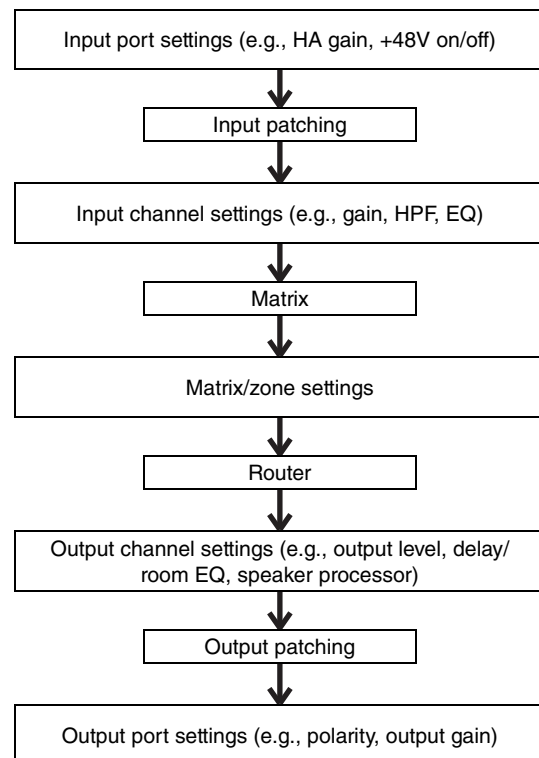 Input port settings (e.g., HA gain, +48V on/off)
Input patching
Input channel settings (e.g., gain, HPF, EQ)
Matrix
Matrix/zone settings
Router
Output channel settings (e.g., output level, delay/
room EQ, speaker processor)
Output patching
Output port settings (e.g., polarity, output gain)